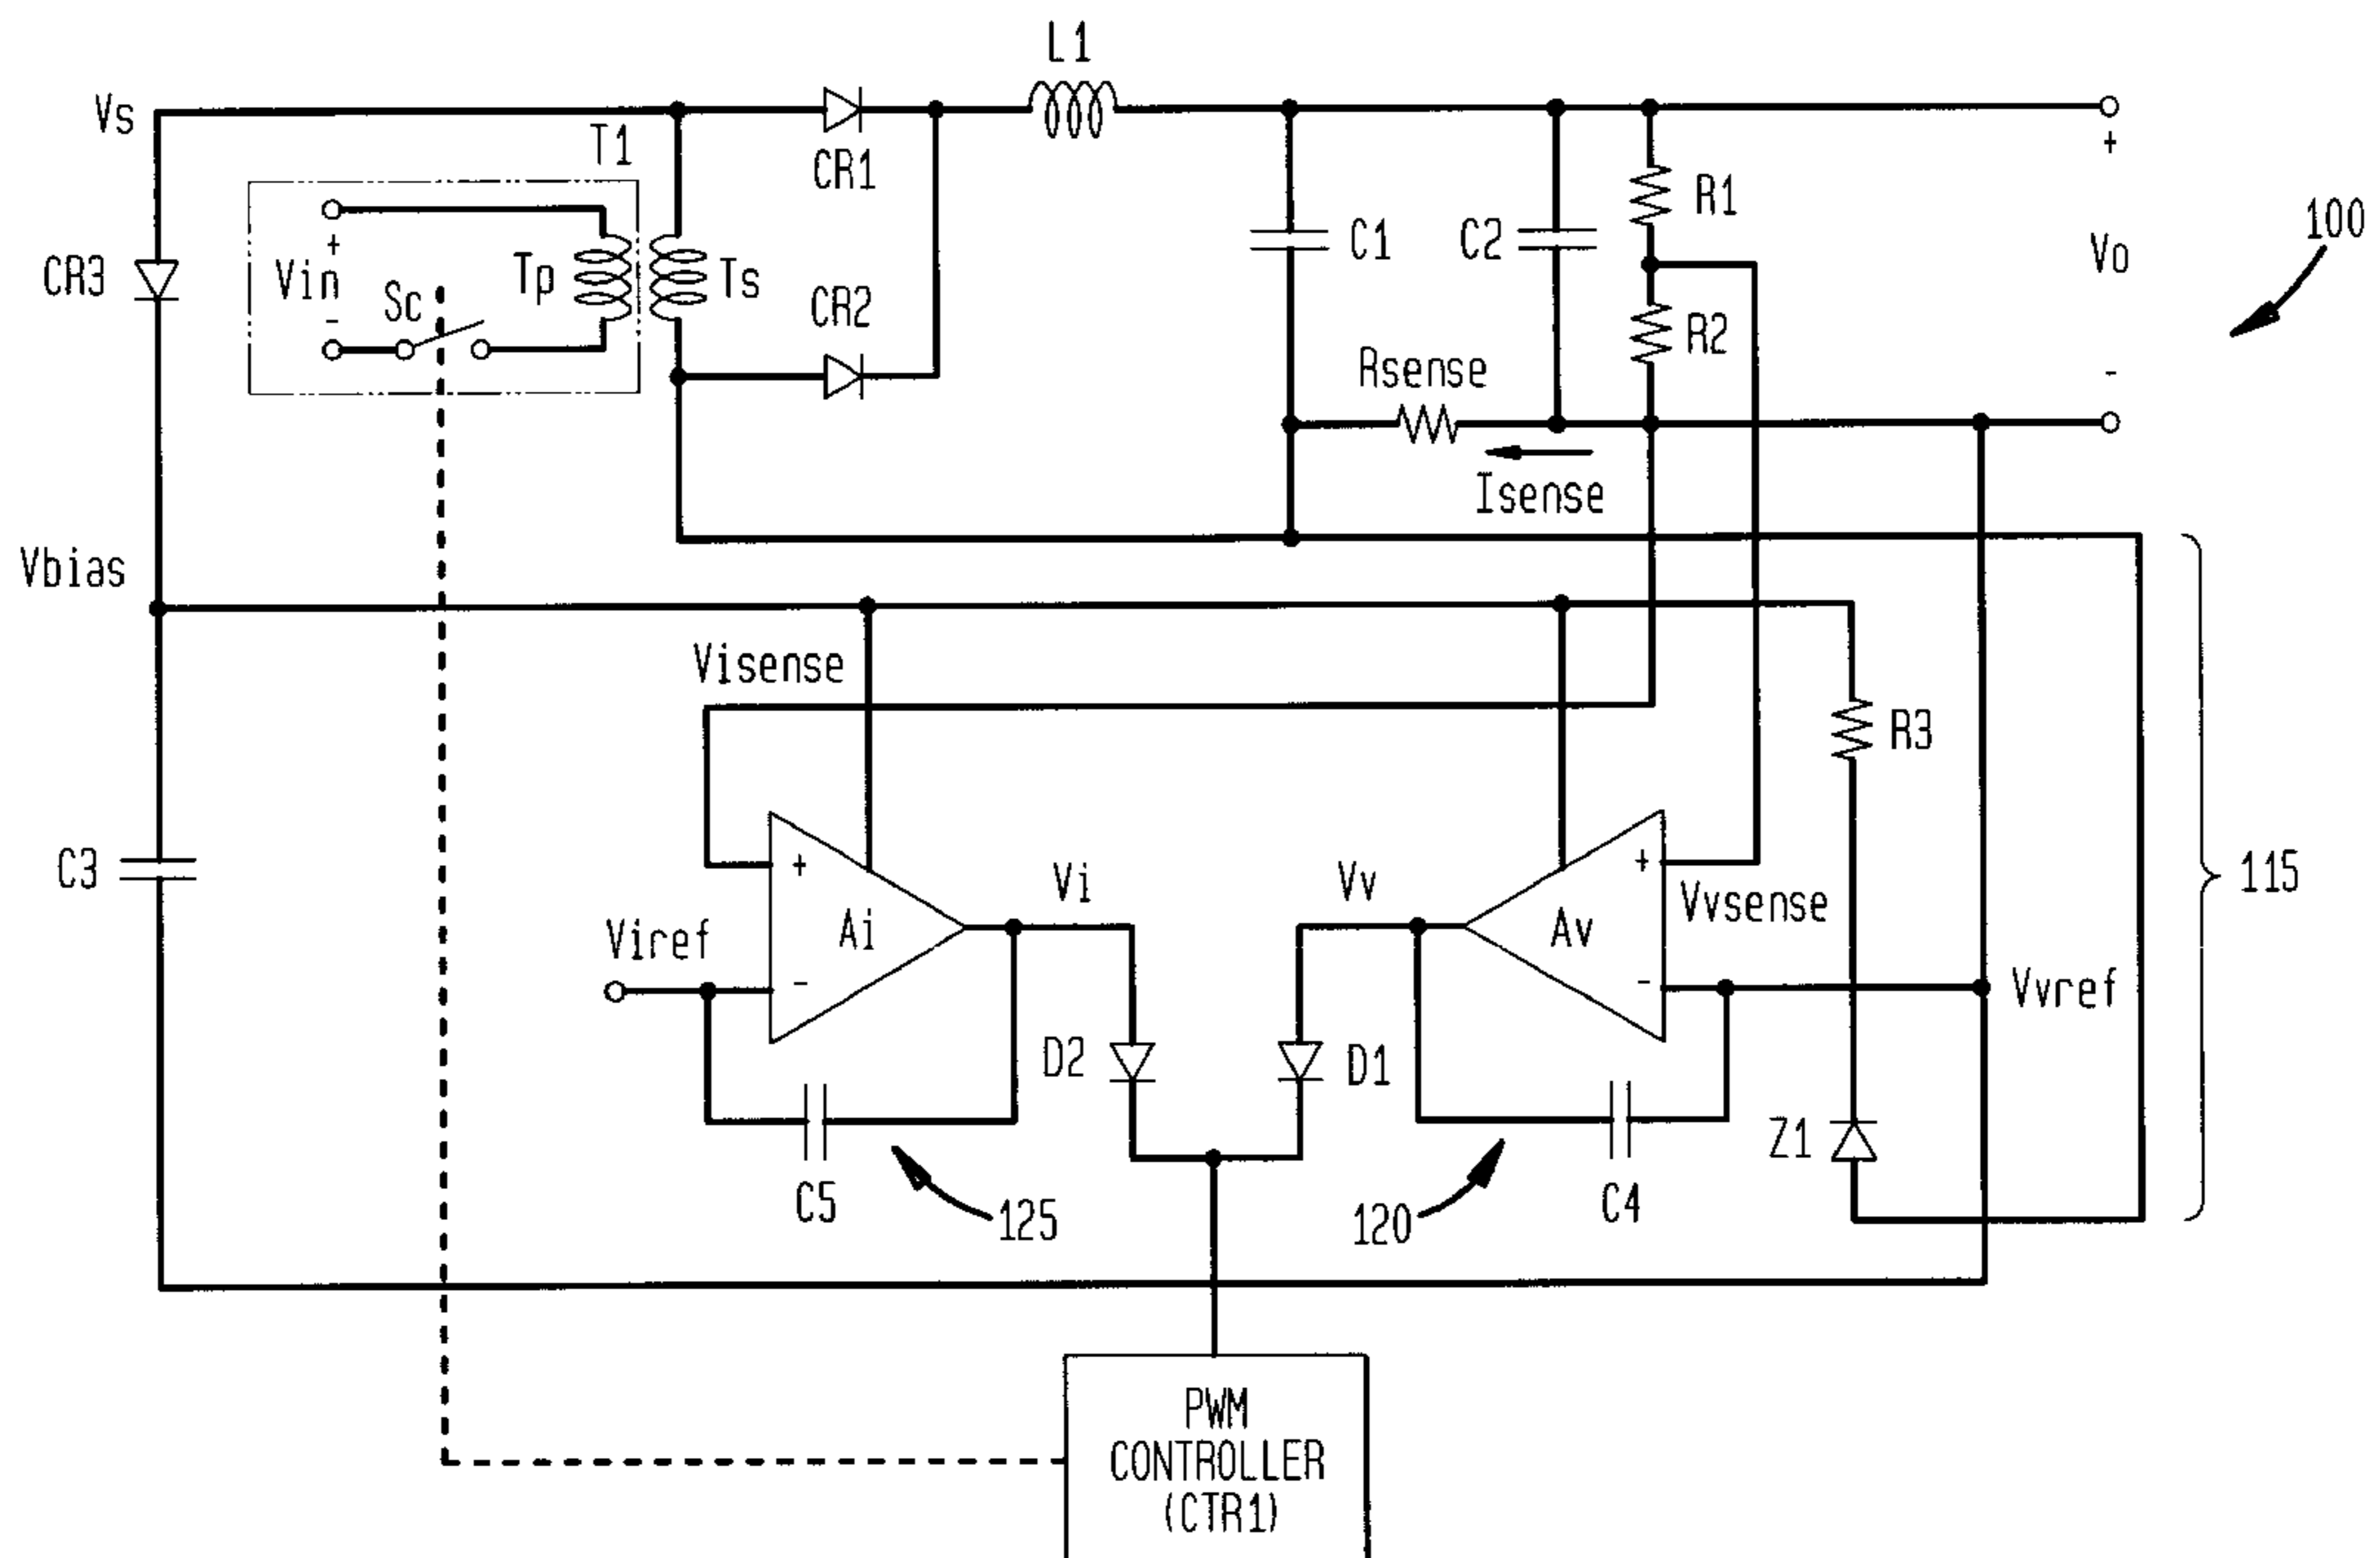 L1
Vs
T1
CR1
R1
100
+
Vin
-
Sc
Tp
Ts
CR3
CR2
C1
C2
R2
+
Vo
-
Rsense
Isense
Vbias
Visense
R3
C3
+
Ai
-
Vi
Vv
+
Av
-
Vvsense
115
Viref
Vvref
D2
D1
Z1
C5
125
120
C4
PWM
CONTROLLER
(CTR1)